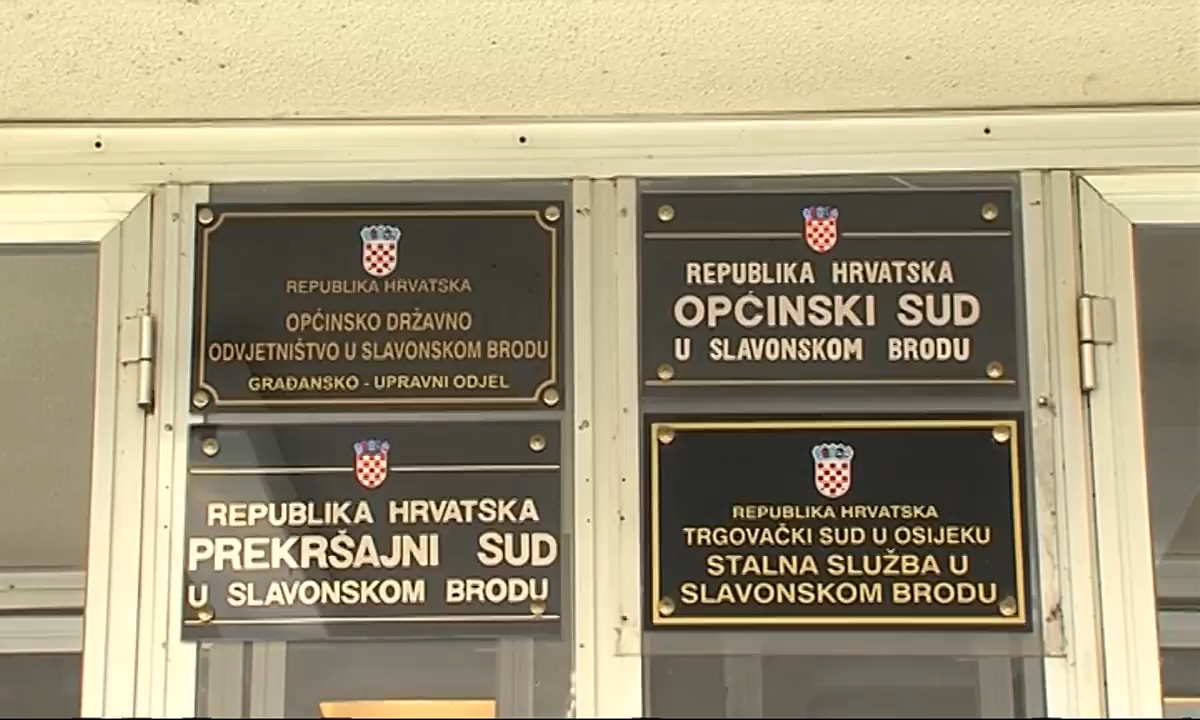 REPUBLIKA HRVATSKA
OPĆINSKO DRŽAVNO
ODVJETNIŠTVO U SLAVONSKOM BRODU
GRAĐANSKO - UPRAVNI ODJEL
REPUBLIKA HRVATSKA
OPĆINSKI SUD
U SLAVONSKOM BRODU
REPUBLIKA HRVATSKA
PREKRŠAJNI SUD
U SLAVONSKOM BRODU
REPUBLIKA HRVATSKA
TRGOVAČKI SUD U OSIJEKU
STALNA SLUŽBA U
SLAVONSKOM BRODU